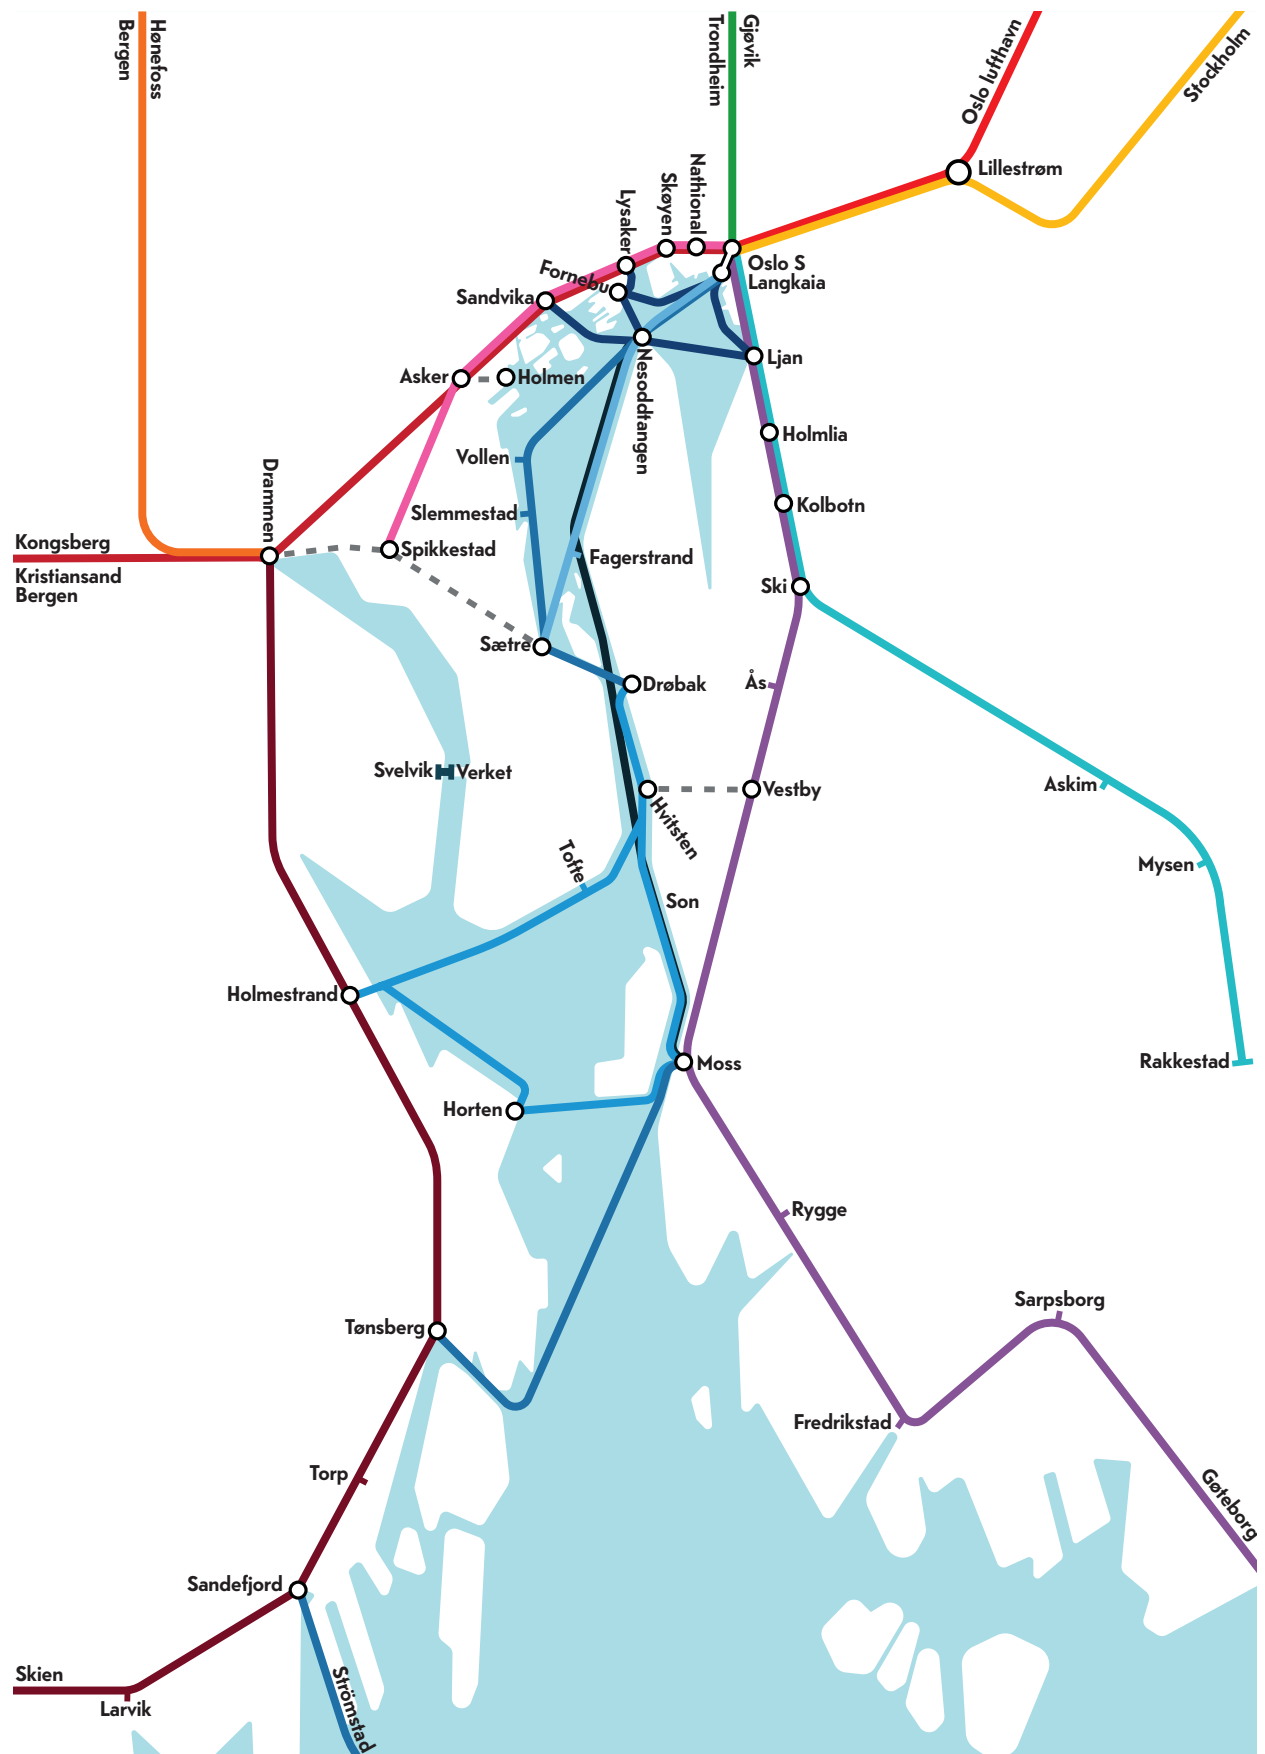 Hønefoss
Bergen
Gjøvik
Trondheim
Oslo lufthavn
Stockholm
Lillestrøm
Nathional
Skøyen
Lysaker
Fornebu
Oslo S
Langkaia
Sandvika
Ljan
Asker
Holmen
Nesoddtangen
Holmlia
Vollen
Drammen
Kolbotn
Slemmestad
Kongsberg
Kristiansand
Bergen
Spikkestad
Fagerstrand
Ski
Sætre
Drøbak
Ås
Svelvik
Verket
Hvitsten
Vestby
Askim
Tofte
Mysen
Son
Holmestrand
Moss
Rakkestad
Horten
Rygge
Sarpsborg
Tønsberg
Fredrikstad
Torp
Gøteborg
Sandefjord
Skien
Larvik
Strömstad